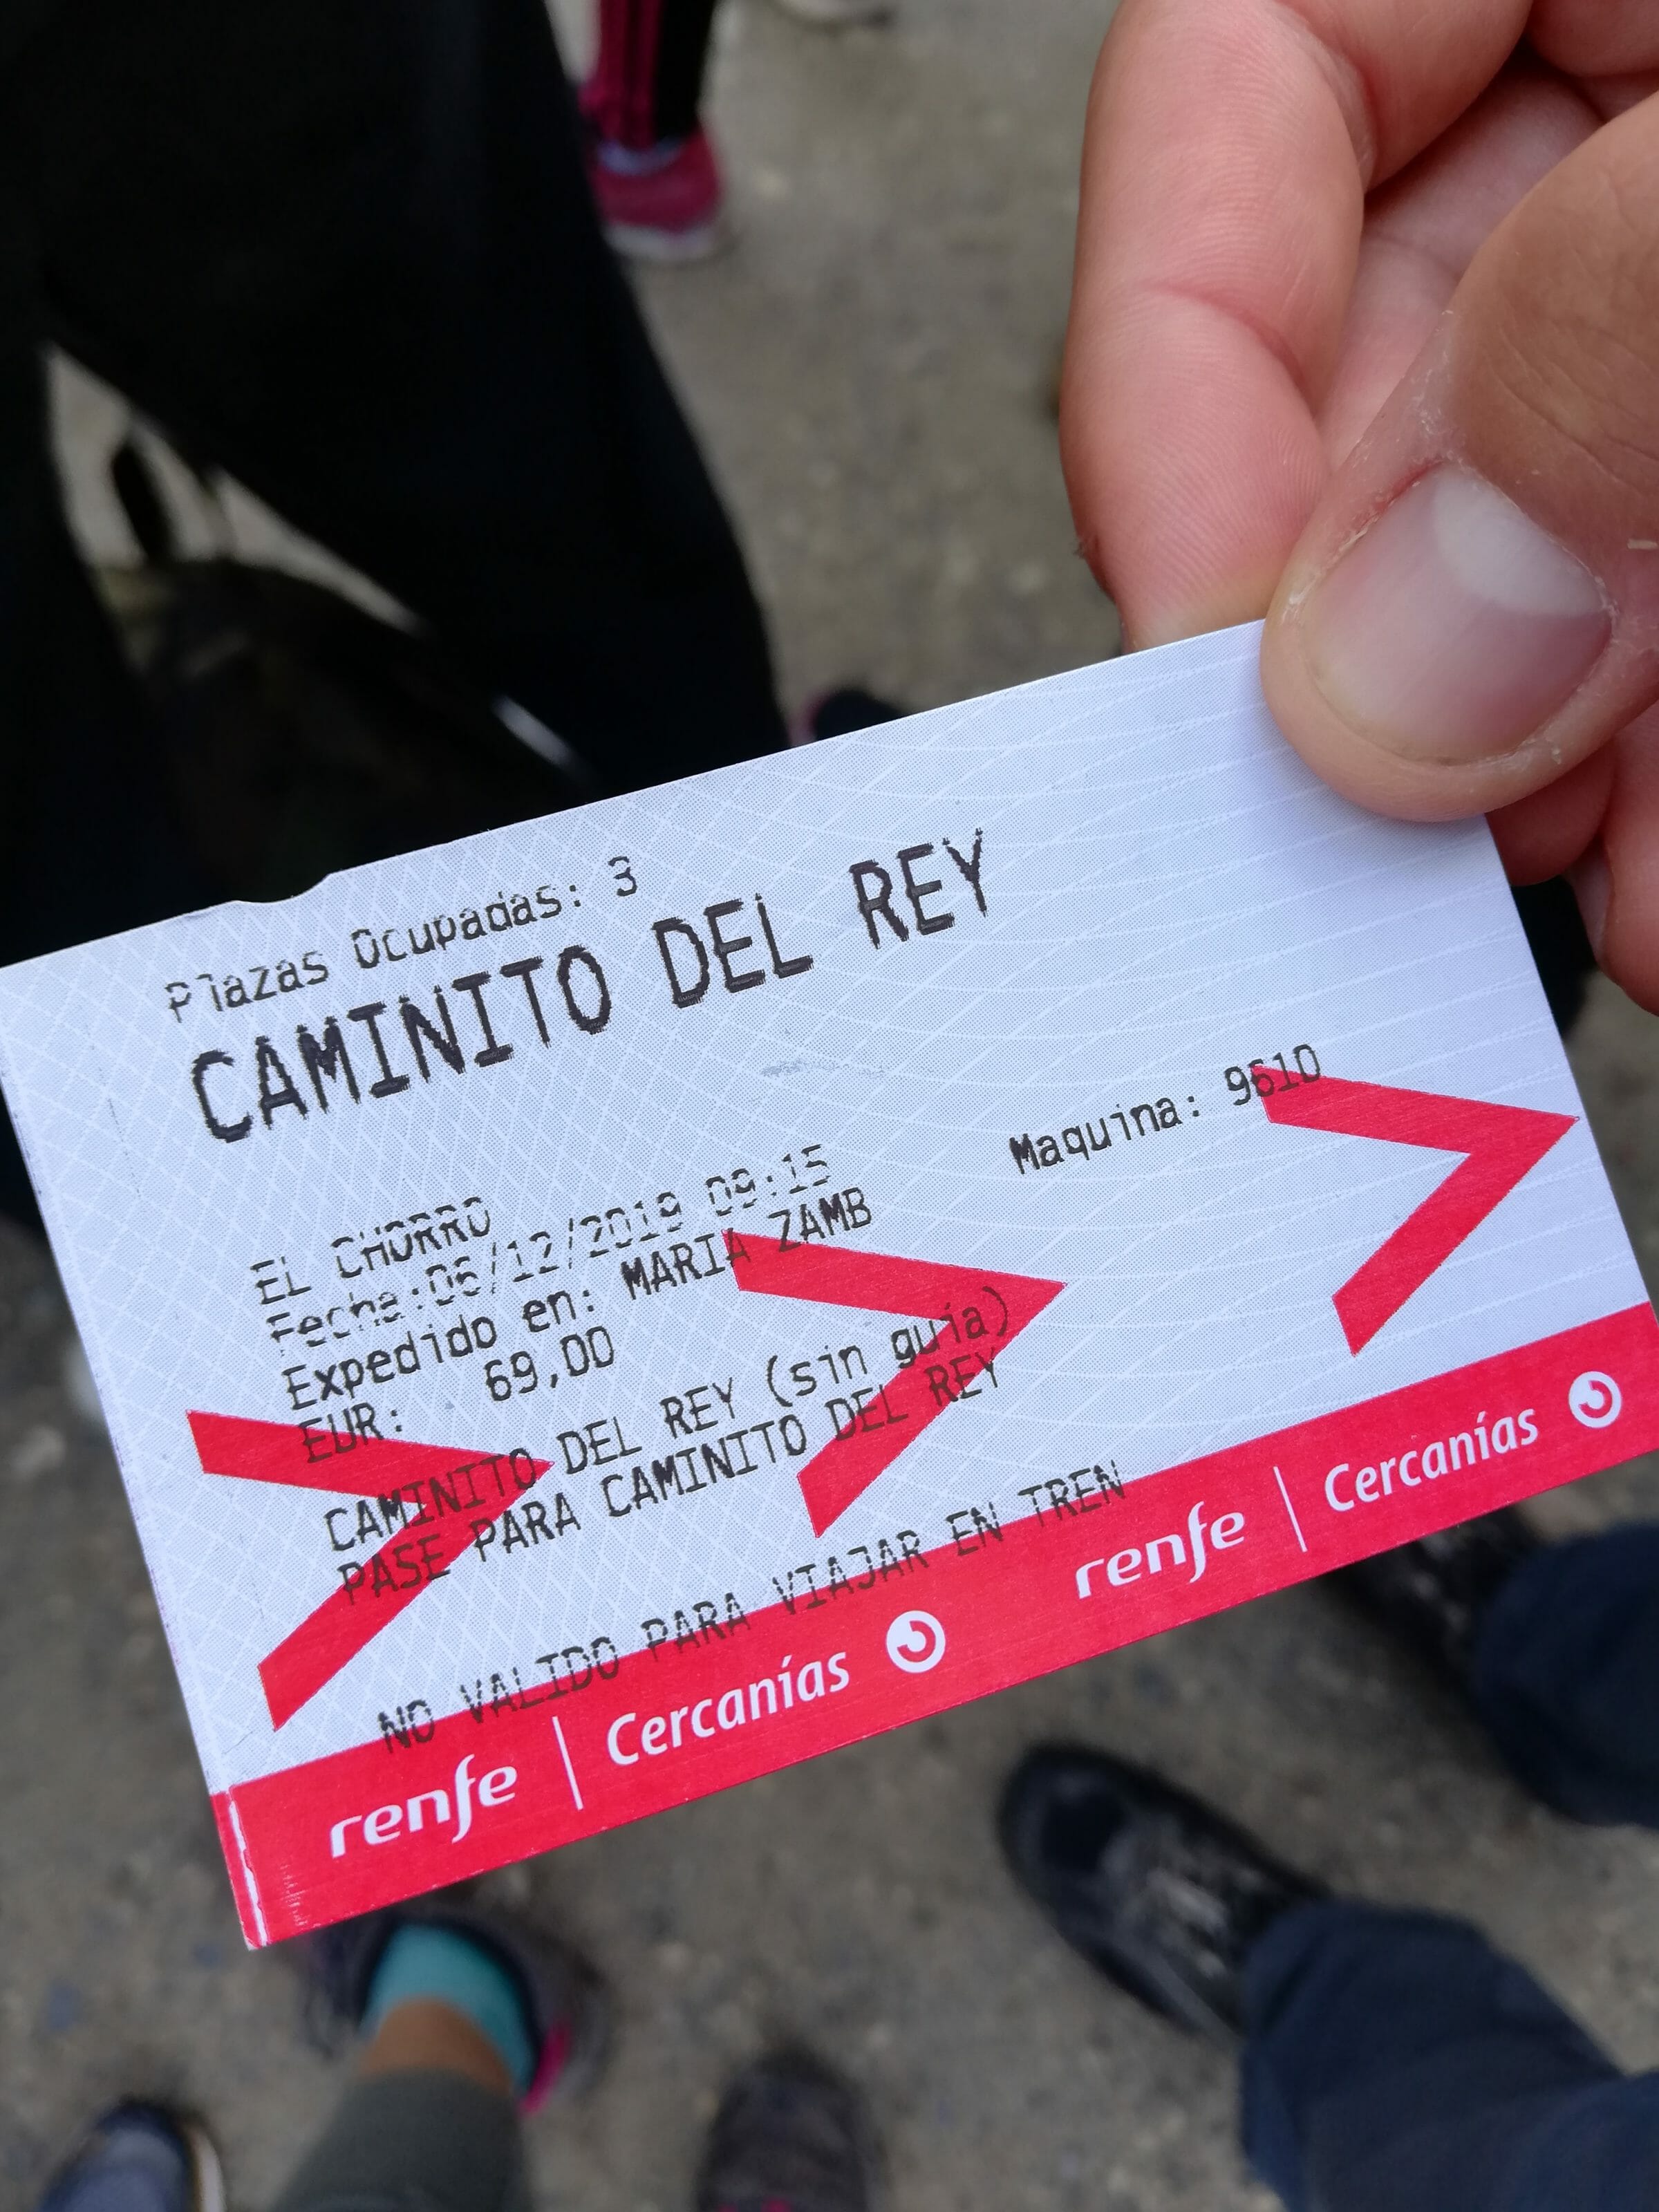 Plazas Ocupadas: 3
CAMINITO DEL REY
Maquina: 9610
EL CHORRO
Fecha:06/12/2019 09:15
Expedido en: MARIA ZAMB
EUR: 69,00
CAMINITO DEL REY (sin guia)
PASE PARA CAMINITO DEL REY
NO VALIDO PARA VIAJAR EN TREN
renfe Cercanías
renfe Cercanías